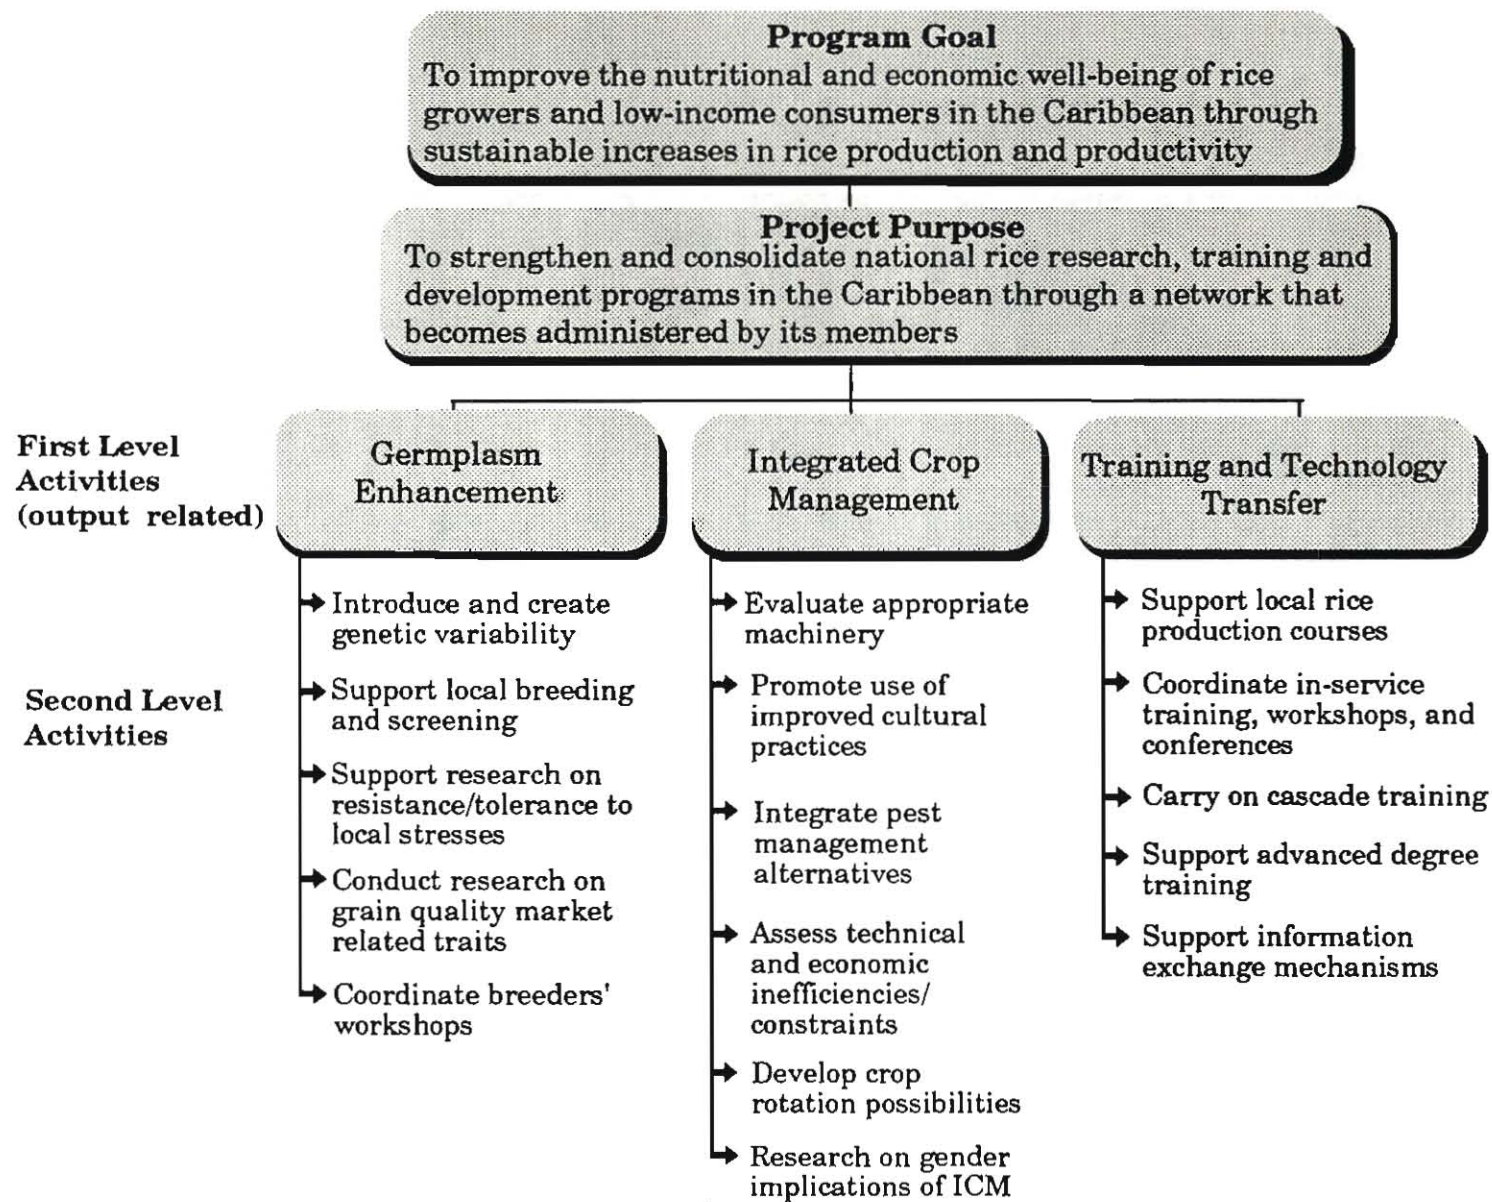 Program Goal
To improve the nutritional and economic well-being of rice
growers and low-income consumers in the Caribbean through
sustainable increases in rice production and productivity
Project Purpose
To strengthen and consolidate national rice research, training and
development programs in the Caribbean through a network that
becomes administered by its members
First Level
Activities
(output related)
Germplasm
Enhancement
Integrated Crop
Management
Training and Technology
Transfer
Second Level
Activities
Introduce and create
genetic variability
Support local breeding
and screening
Support research on
resistance/tolerance to
local stresses
Conduct research on
grain quality market
related traits
Coordinate breeders'
workshops
Evaluate appropriate
machinery
Promote use of
improved cultural
practices
Integrate pest
management
alternatives
Assess technical
and economic
inefficiencies/
constraints
Develop crop
rotation possibilities
Research on gender
implications of ICM
Support local rice
production courses
Coordinate in-service
training, workshops, and
conferences
Carry on cascade training
Support advanced degree
training
Support information
exchange mechanisms